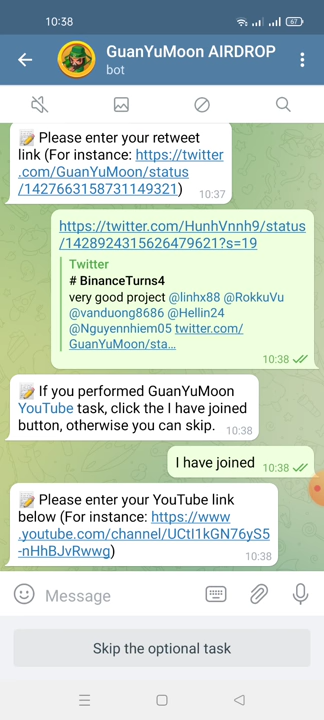 10:38
67
GuanYuMoon AIRDROP
bot
Please enter your retweet
link (For instance: https://twitter
.com/GuanYuMoon/status
/1427663158731149321)
10:37
https://twitter.com/HunhVnnh9/status
/1428924315626479621?s=19
Twitter
# BinanceTurns4
very good project @linhx88 @RokkuVu
@vanduong8686 @Hellin24
@Nguyennhiem05 twitter.com/
GuanYuMoon/sta...
10:38
If you performed GuanYuMoon
YouTube task, click the I have joined
button, otherwise you can skip.
10:38
I have joined
10:38
Please enter your YouTube link
below (For instance: https://www
.youtube.com/channel/UCtI1kGN76yS5
-nHhBJvRwwg)
10:38
Message
Skip the optional task